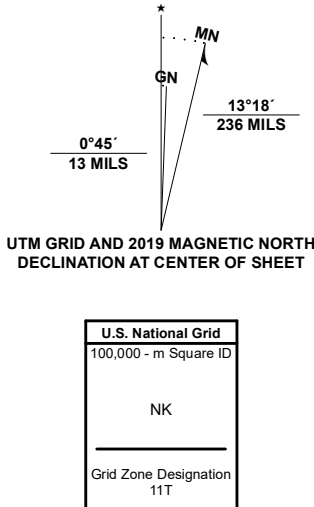 ★
MN
GN
0°45´
13 MILS
13°18´
236 MILS
UTM GRID AND 2019 MAGNETIC NORTH
DECLINATION AT CENTER OF SHEET
U.S. National Grid
100,000 - m Square ID
NK
Grid Zone Designation
11T